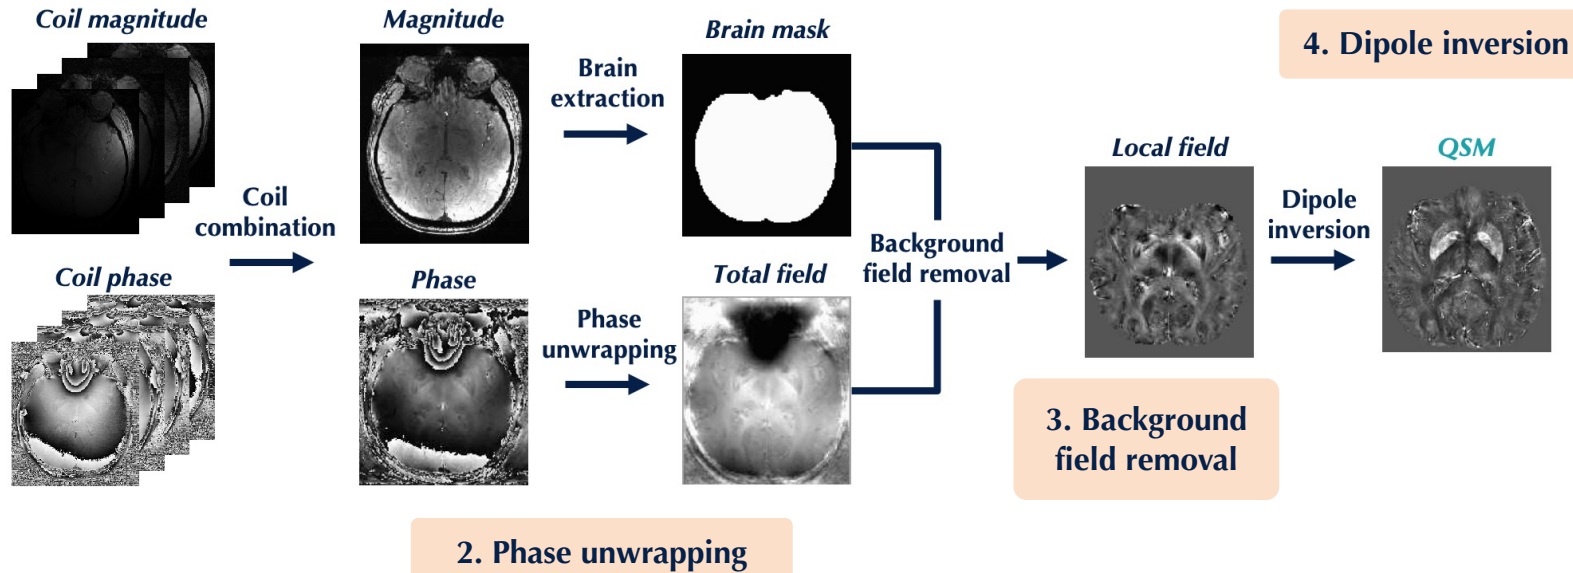 Coil magnitude
Magnitude
Brain mask
4. Dipole inversion
Brain
extraction
Local field
QSM
Coil
combination
Dipole
inversion
Background
field removal
Coil phase
Phase
Total field
Phase
unwrapping
3. Background
field removal
2. Phase unwrapping